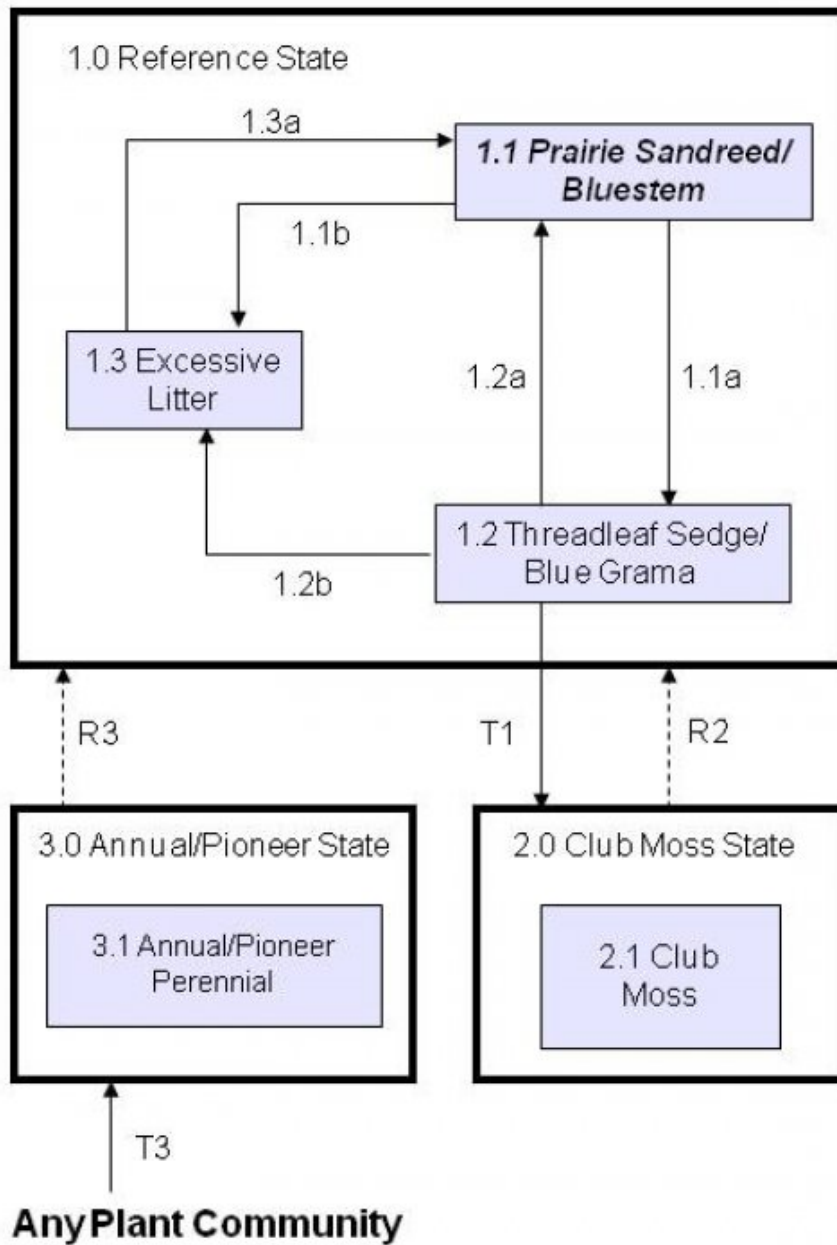 1.0 Reference State
1.3a
1.1 Prairie Sandreed/
Bluestem
1.1b
1.3 Excessive
Litter
1.2a
1.1a
1.2 Threadleaf Sedge/
Blue Grama
1.2b
R3
T1
R2
3.0 Annual/Pioneer State
2.0 Club Moss State
3.1 Annual/Pioneer
Perennial
2.1 Club
Moss
T3
Any Plant Community